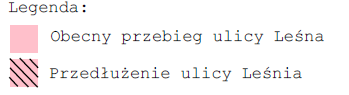 Legenda:
Obecny przebieg ulicy Leśna
Przedłużenie ulicy Leśnia